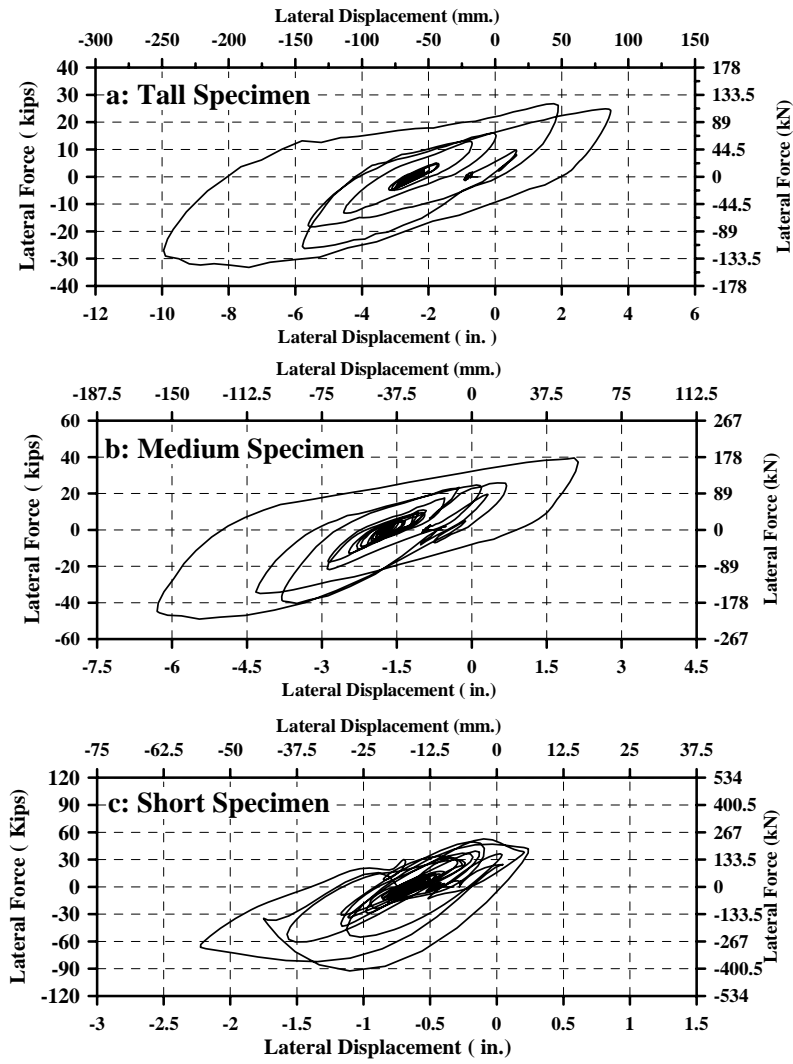 Lateral Displacement (mm.)
-300 -250 -200 -150 -100 -50 0 50 100 150
a: Tall Specimen
Lateral Force ( kips)
40
30
20
10
0
-10
-20
-30
-40
178
133.5
89
44.5
0
-44.5
-89
-133.5
-178
Lateral Force (kN)
-12 -10 -8 -6 -4 -2 0 2 4 6
Lateral Displacement ( in. )
Lateral Displacement (mm.)
-187.5 -150 -112.5 -75 -37.5 0 37.5 75 112.5
b: Medium Specimen
Lateral Force ( kips)
60
40
20
0
-20
-40
-60
267
178
89
0
-89
-178
-267
Lateral Force (kN)
-7.5 -6 -4.5 -3 -1.5 0 1.5 3 4.5
Lateral Displacement ( in.)
Lateral Displacement (mm.)
-75 -62.5 -50 -37.5 -25 -12.5 0 12.5 25 37.5
c: Short Specimen
Lateral Force ( Kips)
120
90
60
30
0
-30
-60
-90
-120
534
400.5
267
133.5
0
-133.5
-267
-400.5
-534
Lateral Force (kN)
-3 -2.5 -2 -1.5 -1 -0.5 0 0.5 1 1.5
Lateral Displacement ( in.)